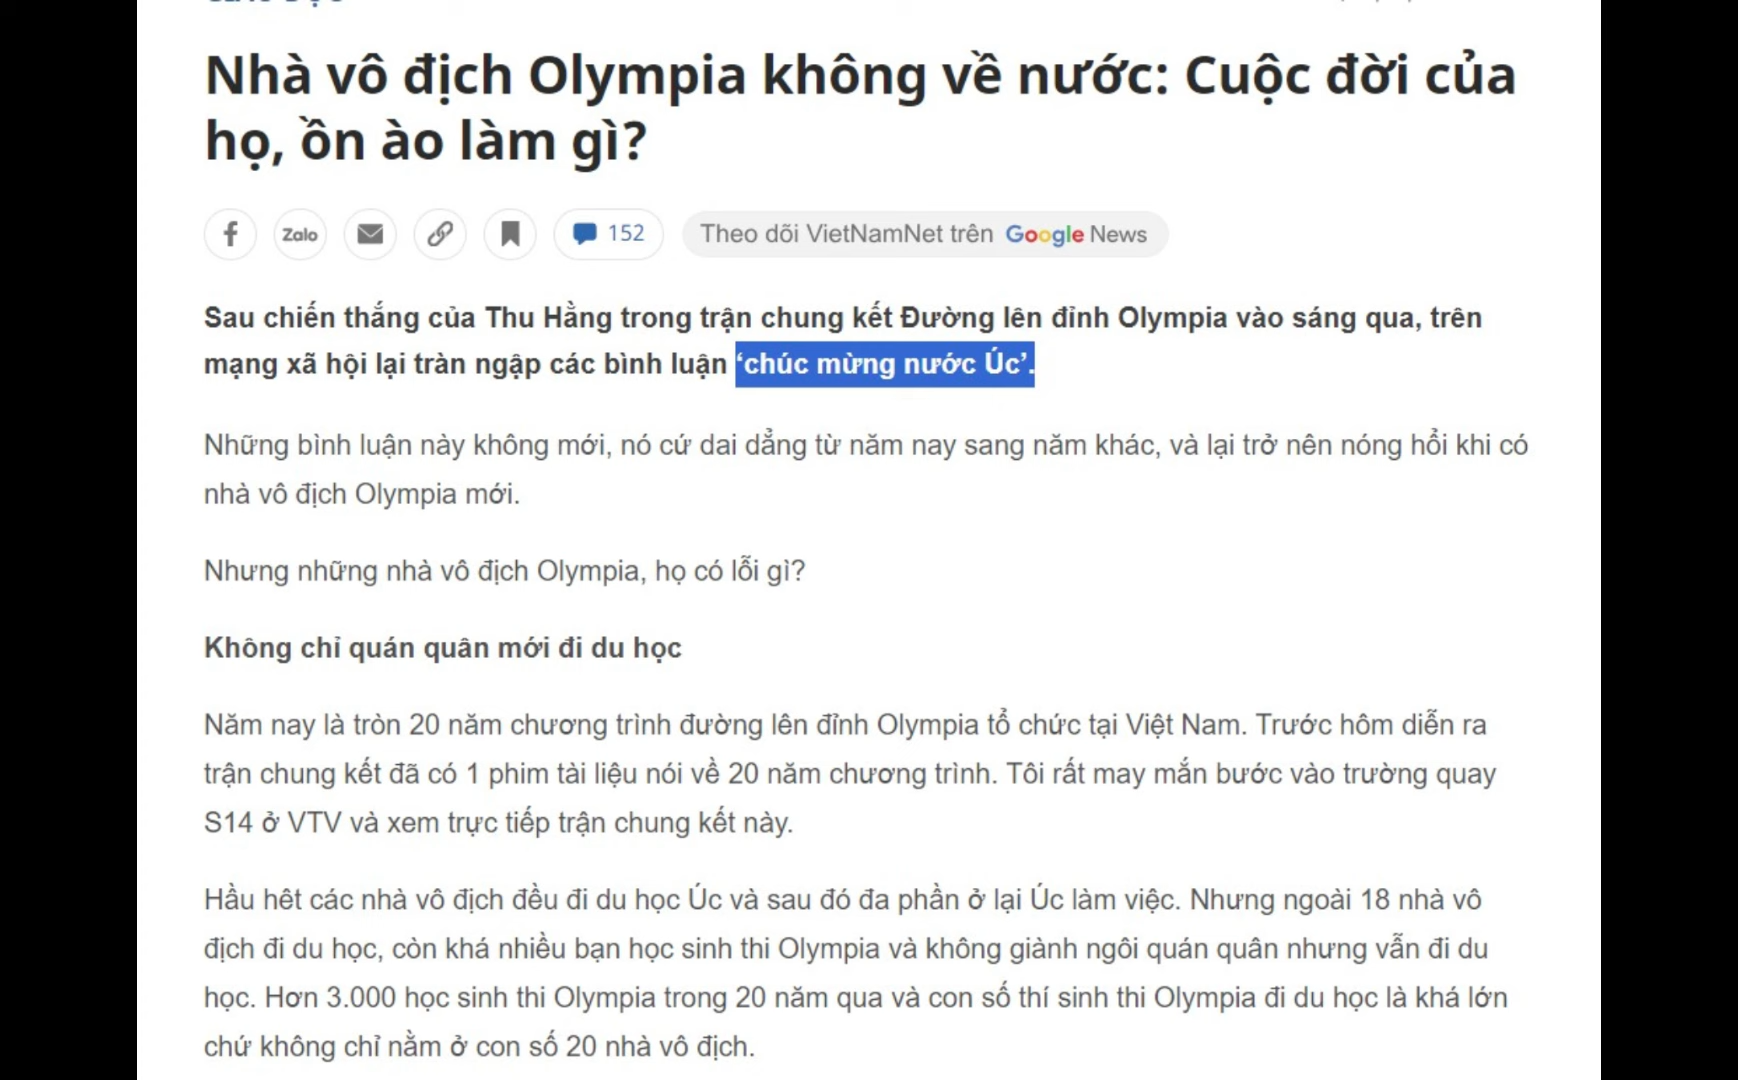 Nhà vô địch Olympia không về nước: Cuộc đời của
họ, ồn ào làm gì?
Zalo
152
Theo dõi VietNamNet trên Google News
Sau chiến thắng của Thu Hằng trong trận chung kết Đường lên đỉnh Olympia vào sáng qua, trên
mạng xã hội lại tràn ngập các bình luận ‘chúc mừng nước Úc’.
Những bình luận này không mới, nó cứ dai dẳng từ năm nay sang năm khác, và lại trở nên nóng hổi khi có
nhà vô địch Olympia mới.
Nhưng những nhà vô địch Olympia, họ có lỗi gì?
Không chỉ quán quân mới đi du học
Năm nay là tròn 20 năm chương trình đường lên đỉnh Olympia tổ chức tại Việt Nam. Trước hôm diễn ra
trận chung kết đã có 1 phim tài liệu nói về 20 năm chương trình. Tôi rất may mắn bước vào trường quay
S14 ở VTV và xem trực tiếp trận chung kết này.
Hầu hêt các nhà vô địch đều đi du học Úc và sau đó đa phần ở lại Úc làm việc. Nhưng ngoài 18 nhà vô
địch đi du học, còn khá nhiều bạn học sinh thi Olympia và không giành ngôi quán quân nhưng vẫn đi du
học. Hơn 3.000 học sinh thi Olympia trong 20 năm qua và con số thí sinh thi Olympia đi du học là khá lớn
chứ không chỉ nằm ở con số 20 nhà vô địch.